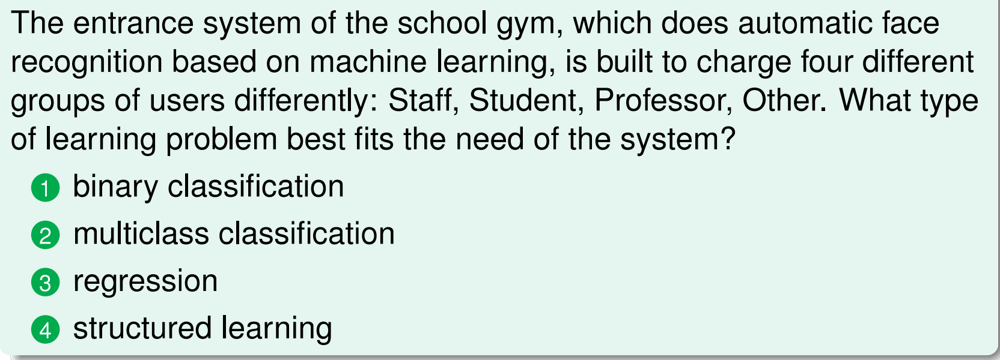 The entrance system of the school gym, which does automatic face
recognition based on machine learning, is built to charge four different
groups of users differently: Staff, Student, Professor, Other. What type
of learning problem best fits the need of the system?
1 binary classification
2 multiclass classification
3 regression
4 structured learning